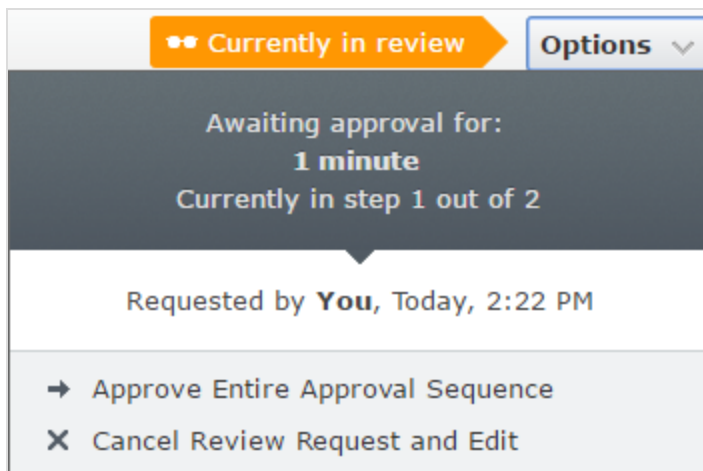 Currently in review
Options
Awaiting approval for:
1 minute
Currently in step 1 out of 2
Requested by You, Today, 2:22 PM
Approve Entire Approval Sequence
Cancel Review Request and Edit